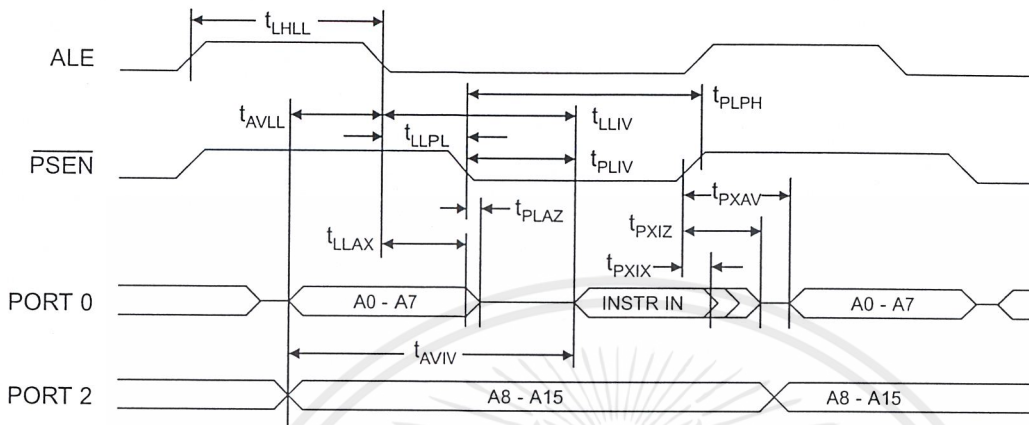 tLHLL
ALE
tPLPH
tAVLL
tLLIV
tLLPL
PSEN
tPLIV
tPXAV
tPLAZ
tPXIZ
tLLAX
tPXIX
PORT 0
A0 - A7
INSTR IN
A0 - A7
tAVIV
PORT 2
A8 - A15
A8 - A15